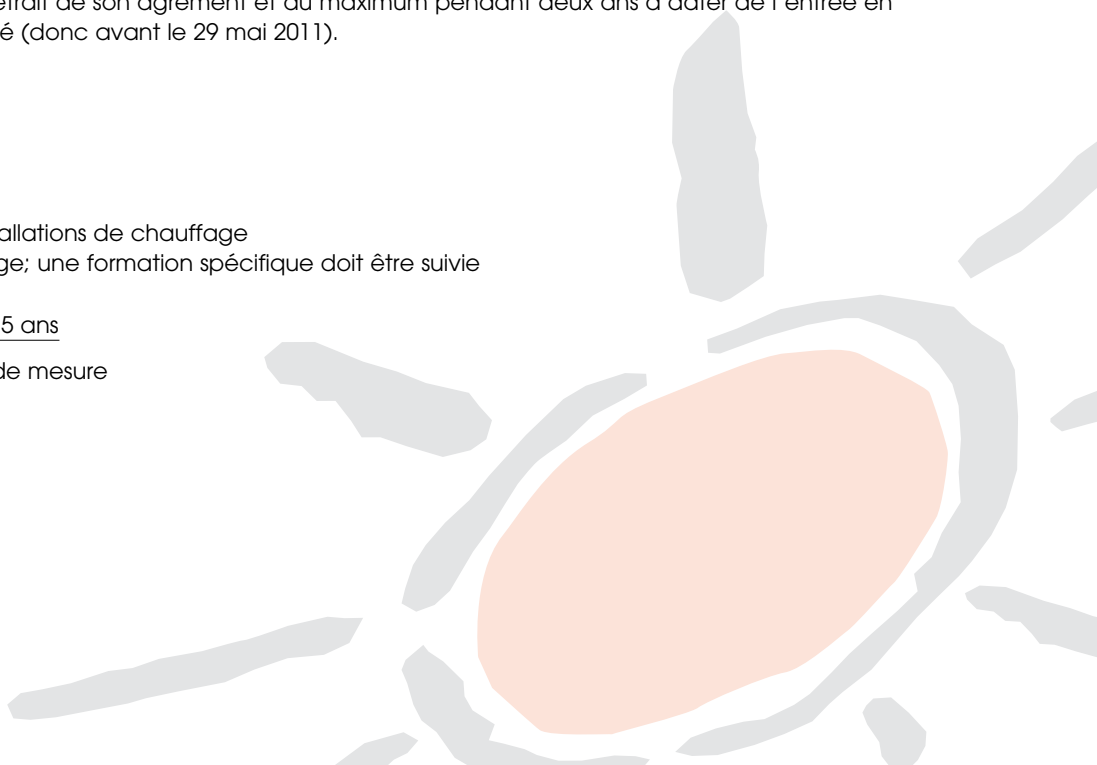 etrait de son agrément et au maximum pendant deux ans à dater de l'entrée en
é (donc avant le 29 mai 2011).
allations de chauffage
ge; une formation spécifique doit être suivie
5 ans
de mesure